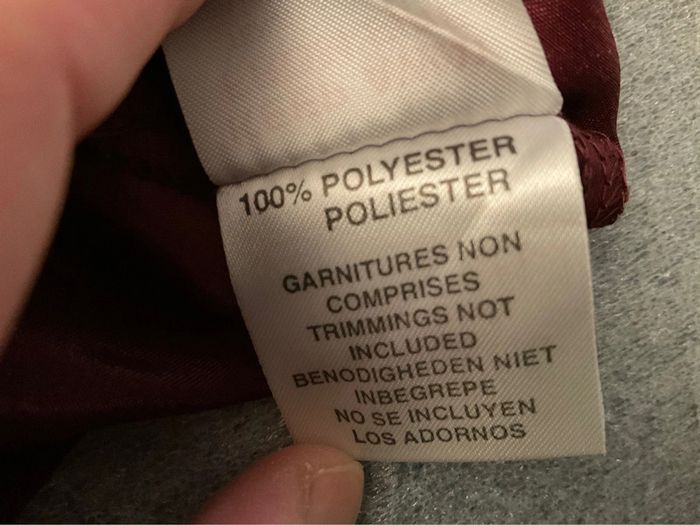 100% POLYESTER
POLIESTER
GARNITURES NON
COMPRISES
TRIMMINGS NOT
INCLUDED
BENODIGHEDEN NIET
INBEGREPE
NO SE INCLUYEN
LOS ADORNOS